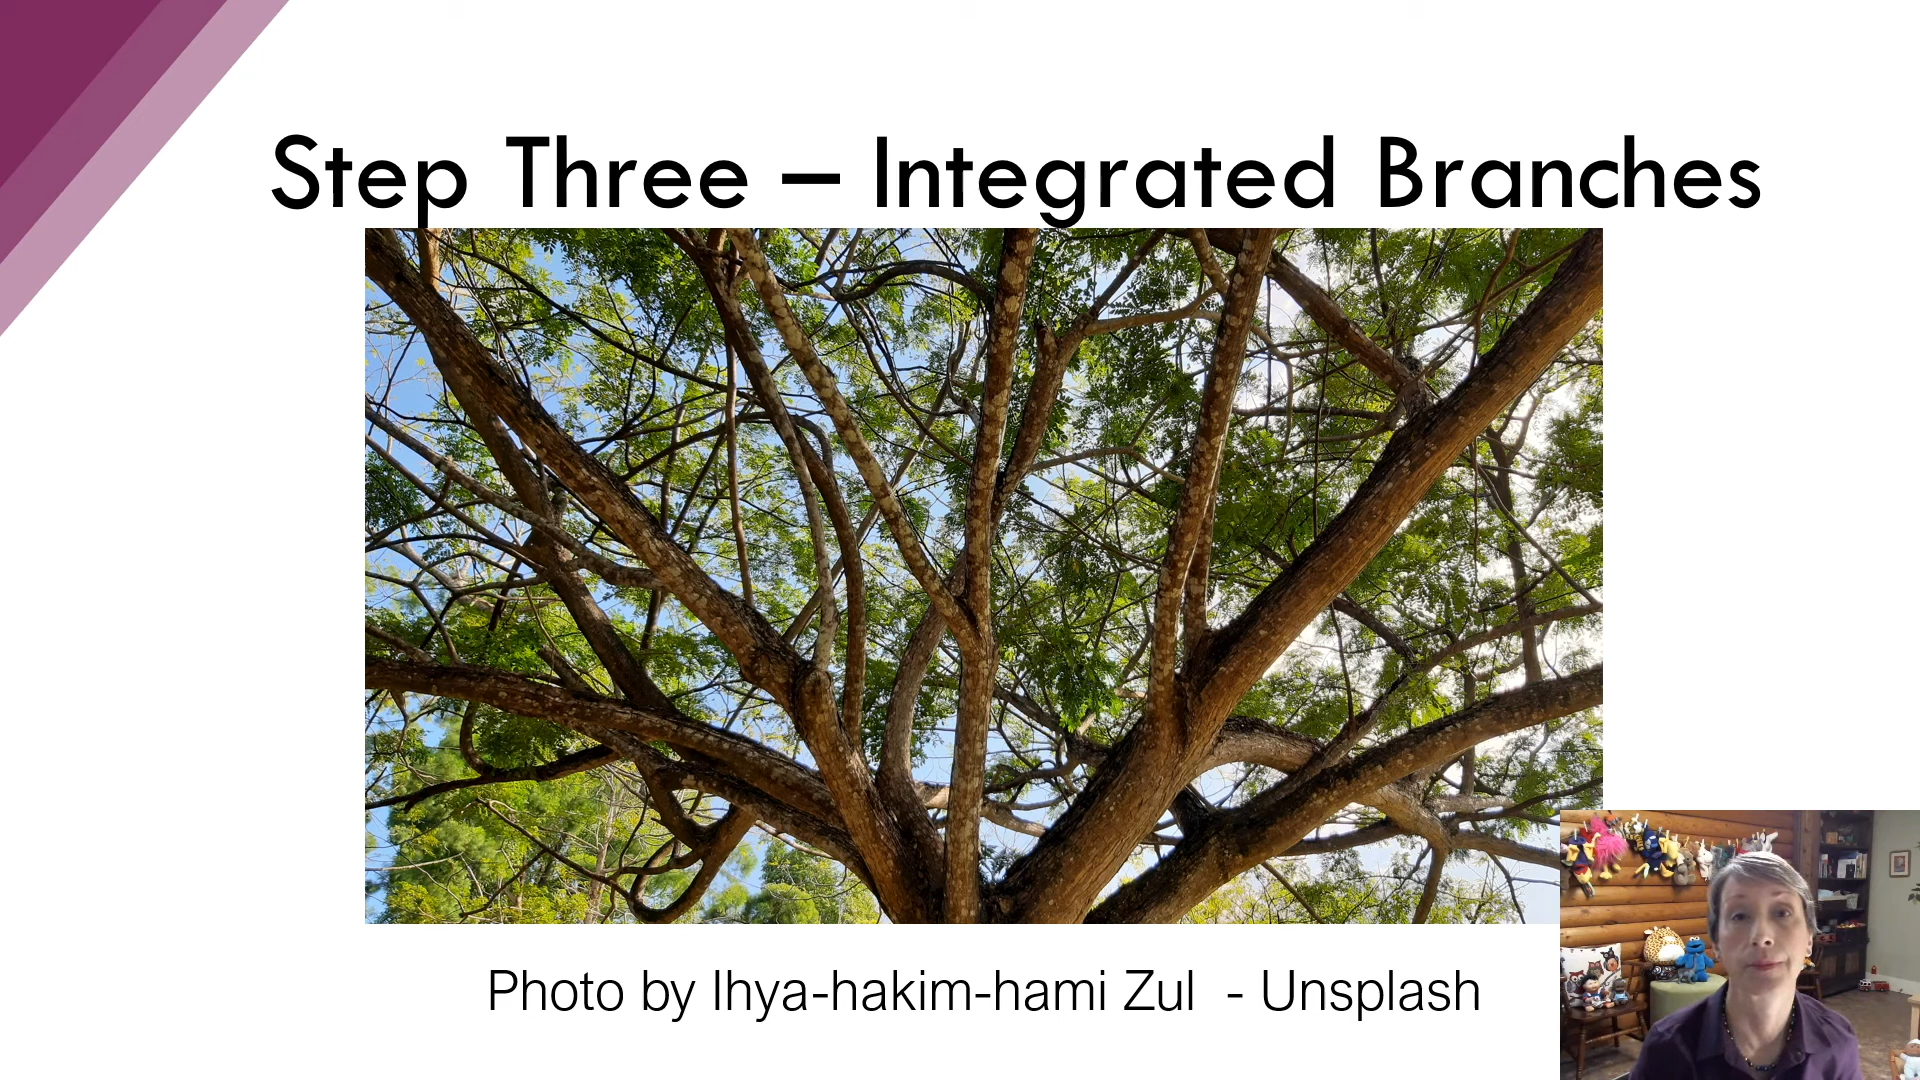 Step Three – Integrated Branches
Photo by Ihya-hakim-hami Zul - Unsplash